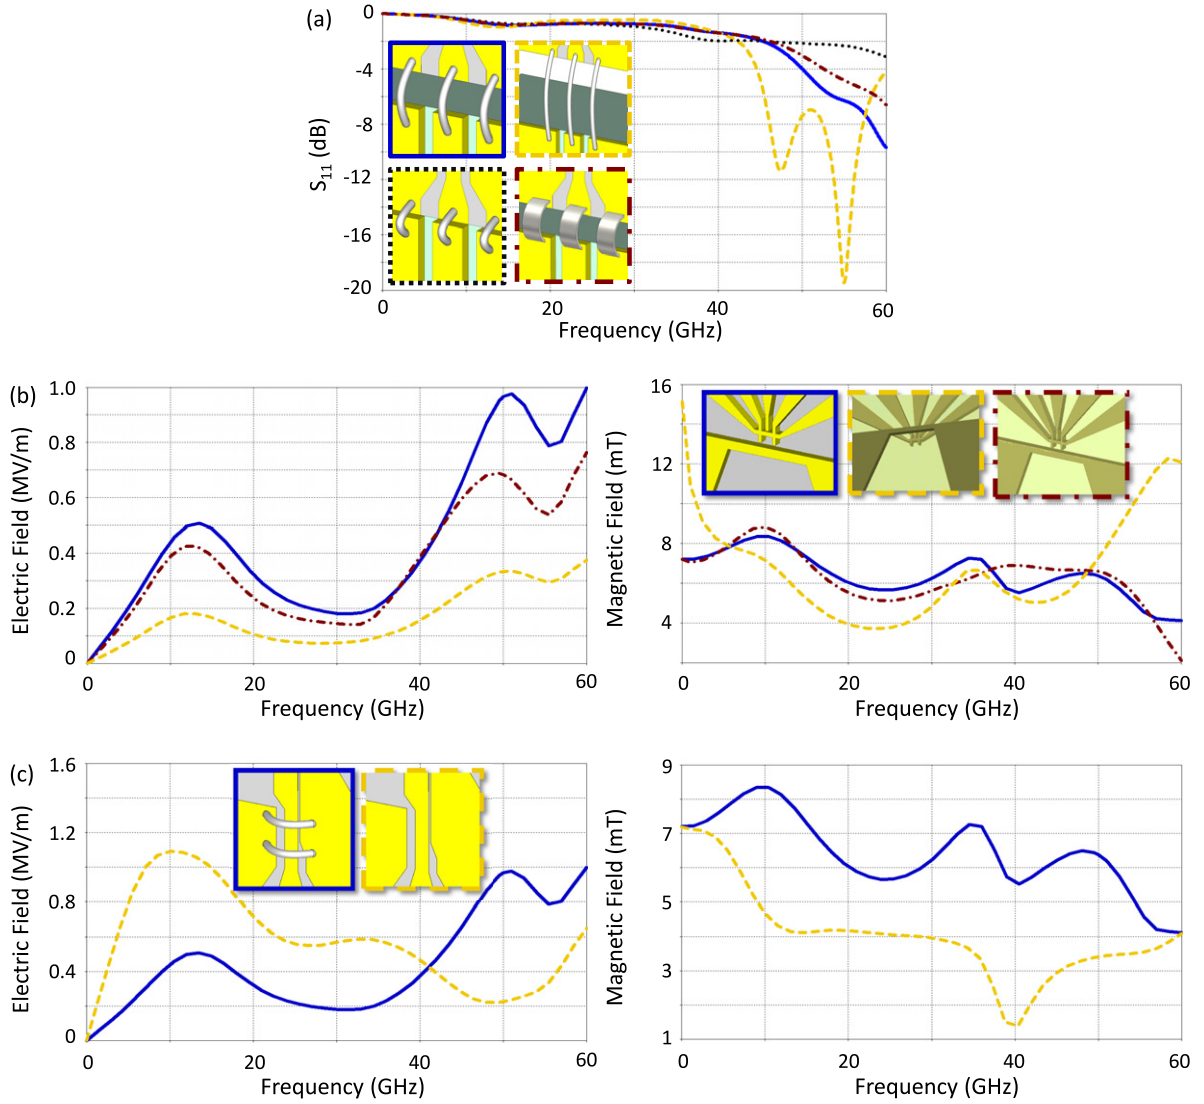 (a)
0
-4
-8
-12
-16
-20
S11 (dB)
0 20 40 60
Frequency (GHz)
(b)
1.0
0.8
0.6
0.4
0.2
0
Electric Field (MV/m)
0 20 40 60
Frequency (GHz)
16
12
8
4
Magnetic Field (mT)
0 20 40 60
Frequency (GHz)
(c)
1.6
1.2
0.8
0.4
0
Electric Field (MV/m)
0 20 40 60
Frequency (GHz)
9
7
5
3
1
Magnetic Field (mT)
0 20 40 60
Frequency (GHz)